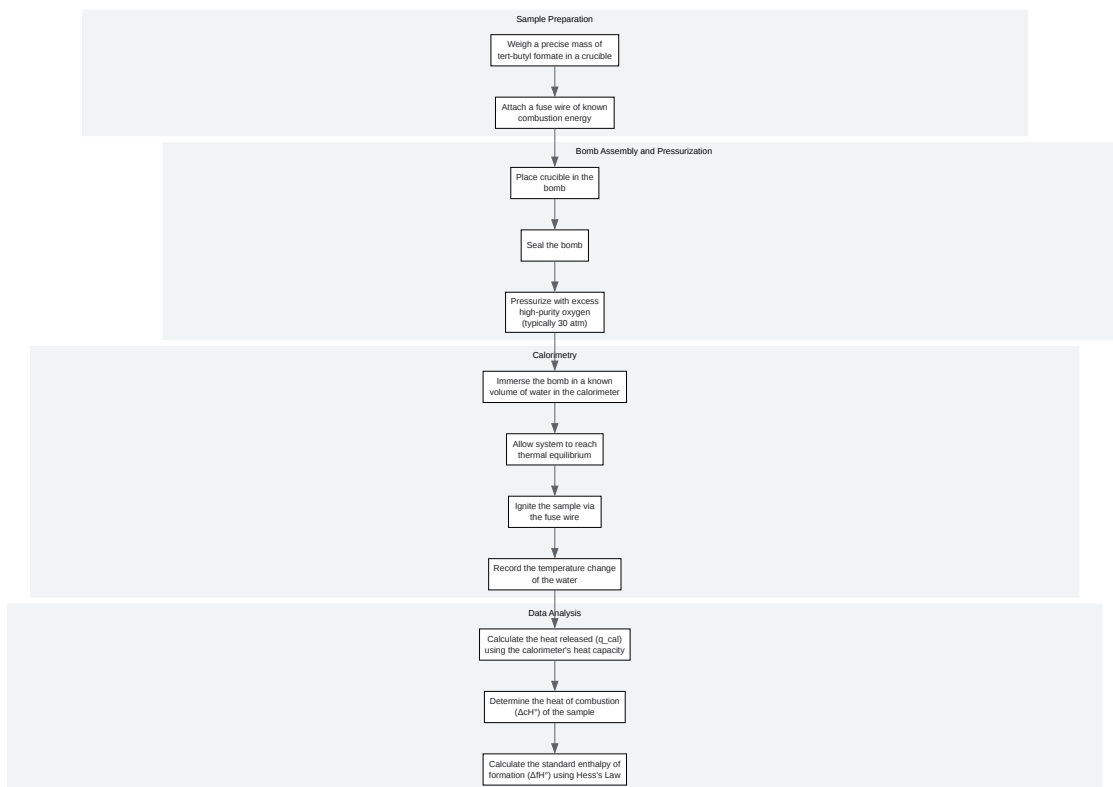 Sample Preparation
Weigh a precise mass of
tert-butyl formate in a crucible
Attach a fuse wire of known
combustion energy
Bomb Assembly and Pressurization
Place crucible in the
bomb
Seal the bomb
Pressurize with excess
high-purity oxygen
(typically 30 atm)
Calorimetry
Immerse the bomb in a known
volume of water in the calorimeter
Allow system to reach
thermal equilibrium
Ignite the sample via
the fuse wire
Record the temperature change
of the water
Data Analysis
Calculate the heat released (q_cal)
using the calorimeter's heat capacity
Determine the heat of combustion
(ΔcH°) of the sample
Calculate the standard enthalpy of
formation (ΔfH°) using Hess's Law